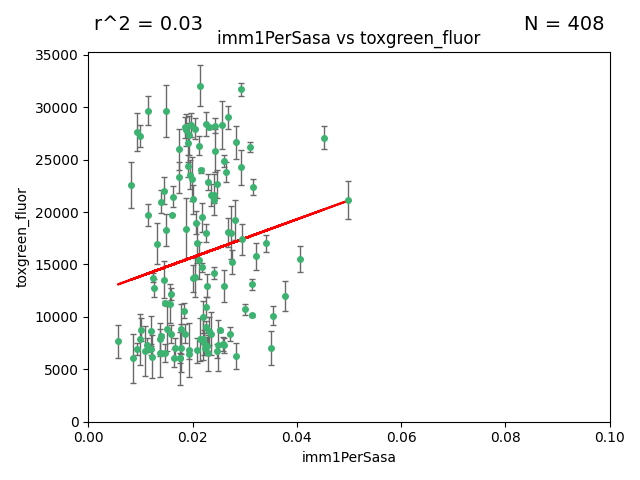 r^2 = 0.03
N = 408
imm1PerSasa vs toxgreen_fluor
35000
30000
25000
20000
15000
10000
5000
0
toxgreen_fluor
0.00
0.02
0.04
0.06
0.08
0.10
imm1PerSasa